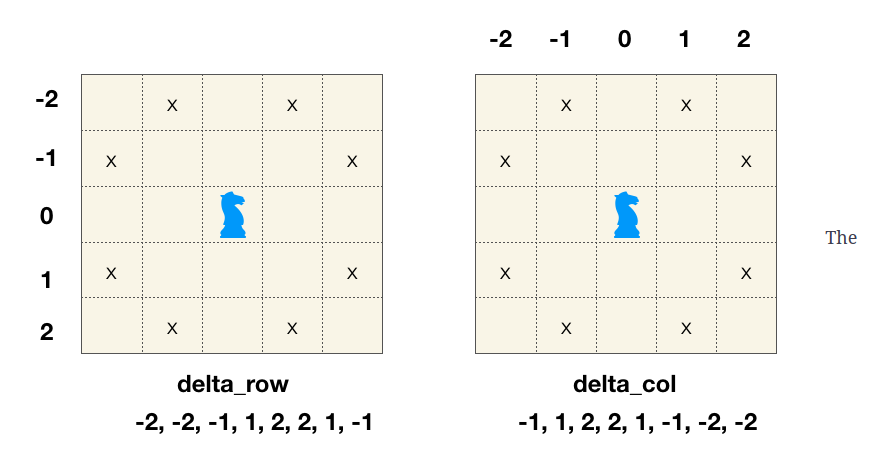 -2 -1 0 1 2
-2
x x x x
-1
x x x x
0
The
1
x x x x
2
x x x x
delta_row delta_col
-2, -2, -1, 1, 2, 2, 1, -1 -1, 1, 2, 2, 1, -1, -2, -2